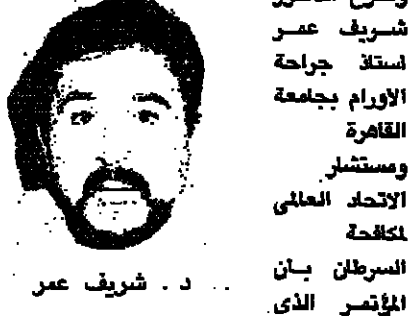 شريف عمر
استاذ جراحة
الاورام بجامعة
القاهرة
ومستشار
الاتحاد العالمى
لمكافحة
السرطان بان
المؤتمر الذى
د . شريف عمر